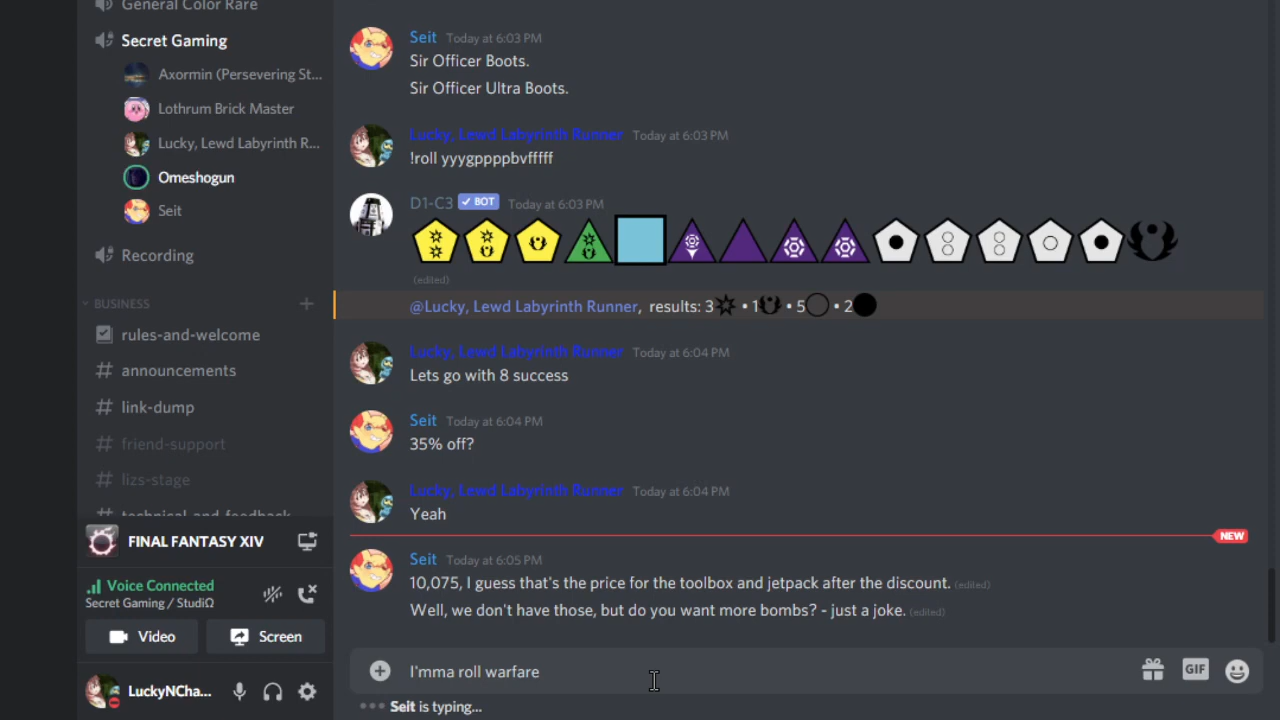 General Color Rare
Secret Gaming
Axormin (Persevering St...
Lothrum Brick Master
Lucky, Lewd Labyrinth R...
Omeshogun
Seit
Recording
BUSINESS
rules-and-welcome
announcements
link-dump
friend-support
lizs-stage
technical-and-feedback
FINAL FANTASY XIV
Voice Connected
Secret Gaming / StudiΩ
Video
Screen
LuckyNCha...
Seit Today at 6:03 PM
Sir Officer Boots.
Sir Officer Ultra Boots.
Lucky, Lewd Labyrinth Runner Today at 6:03 PM
!roll yyygppppbvfffff
D1-C3 ✓ BOT Today at 6:03 PM
(edited)
@Lucky, Lewd Labyrinth Runner, results: 3 • 1 • 5 • 2
Lucky, Lewd Labyrinth Runner Today at 6:04 PM
Lets go with 8 success
Seit Today at 6:04 PM
35% off?
Lucky, Lewd Labyrinth Runner Today at 6:04 PM
Yeah
NEW
Seit Today at 6:05 PM
10,075, I guess that's the price for the toolbox and jetpack after the discount. (edited)
Well, we don't have those, but do you want more bombs? - just a joke. (edited)
I'mma roll warfare
GIF
Seit is typing...